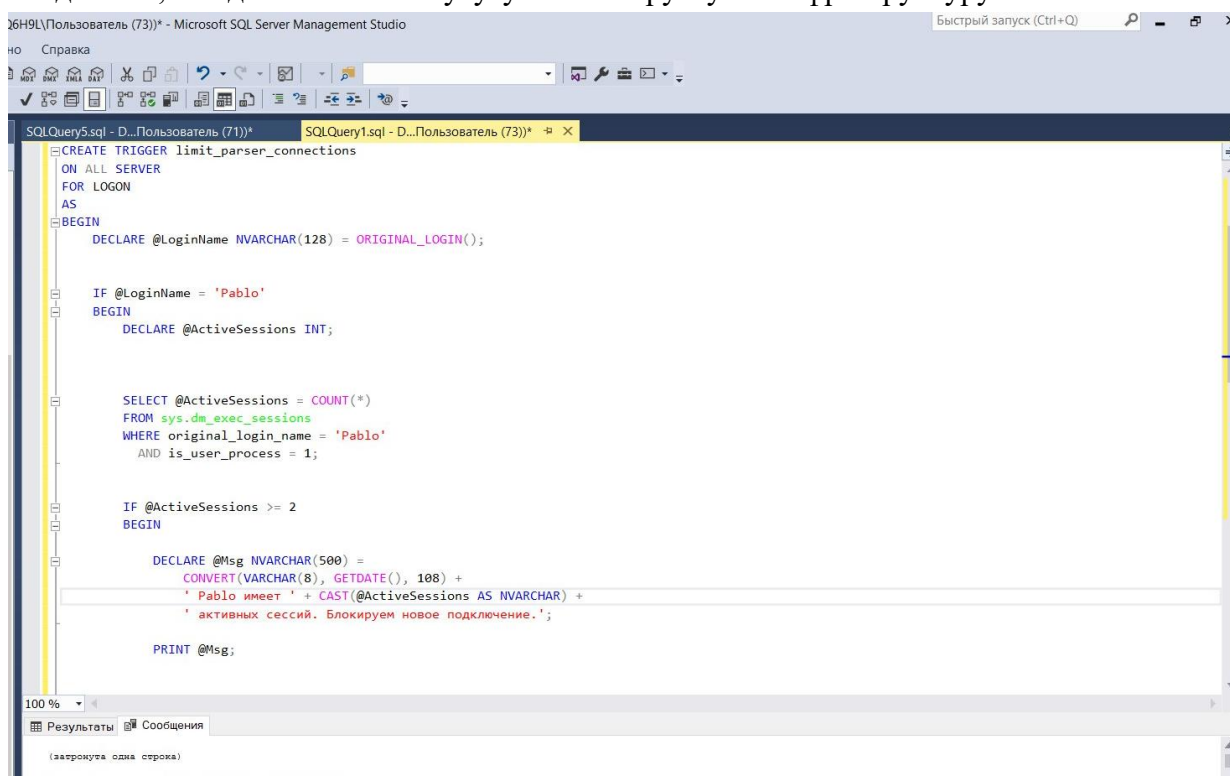 Q6H9L\Пользователь (73))* - Microsoft SQL Server Management Studio
Быстрый запуск (Ctrl+Q)
но Справка
SQLQuery5.sql - D...Пользователь (71))*
SQLQuery1.sql - D...Пользователь (73))*
CREATE TRIGGER limit_parser_connections
ON ALL SERVER
FOR LOGON
AS
BEGIN
DECLARE @LoginName NVARCHAR(128) = ORIGINAL_LOGIN();
IF @LoginName = 'Pablo'
BEGIN
DECLARE @ActiveSessions INT;
SELECT @ActiveSessions = COUNT(*)
FROM sys.dm_exec_sessions
WHERE original_login_name = 'Pablo'
AND is_user_process = 1;
IF @ActiveSessions >= 2
BEGIN
DECLARE @Msg NVARCHAR(500) =
CONVERT(VARCHAR(8), GETDATE(), 108) +
' Pablo имеет ' + CAST(@ActiveSessions AS NVARCHAR) +
' активных сессий. Блокируем новое подключение.';
PRINT @Msg;
100 %
Результаты Сообщения
(затронута одна строка)